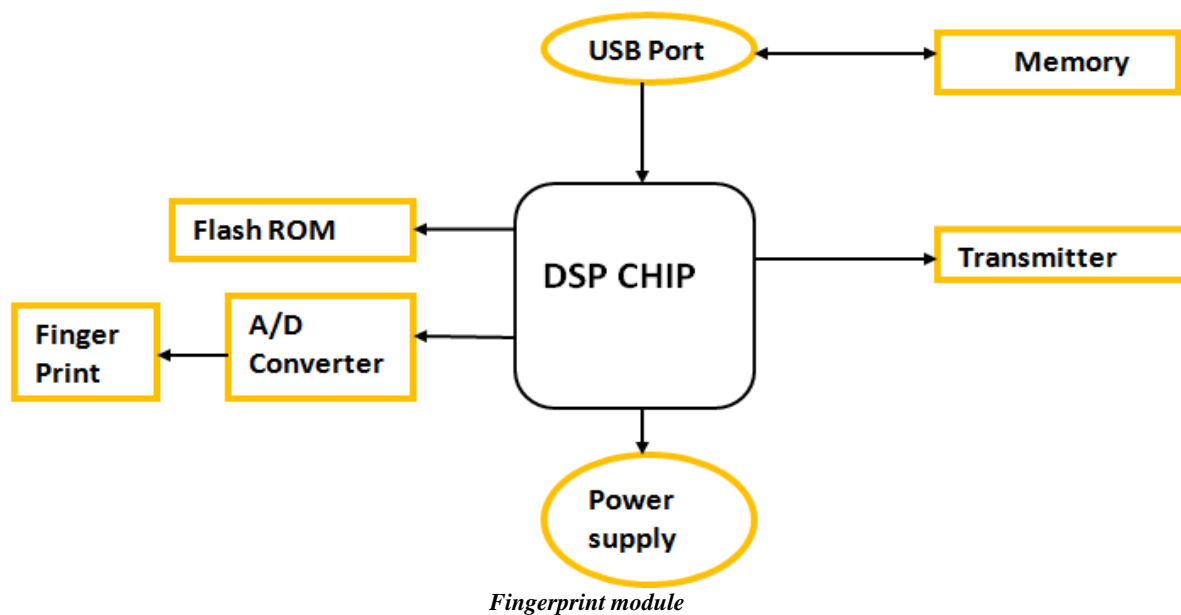 USB Port
Memory
Flash ROM
DSP CHIP
Transmitter
Finger
Print
A/D
Converter
Power
supply
Fingerprint module